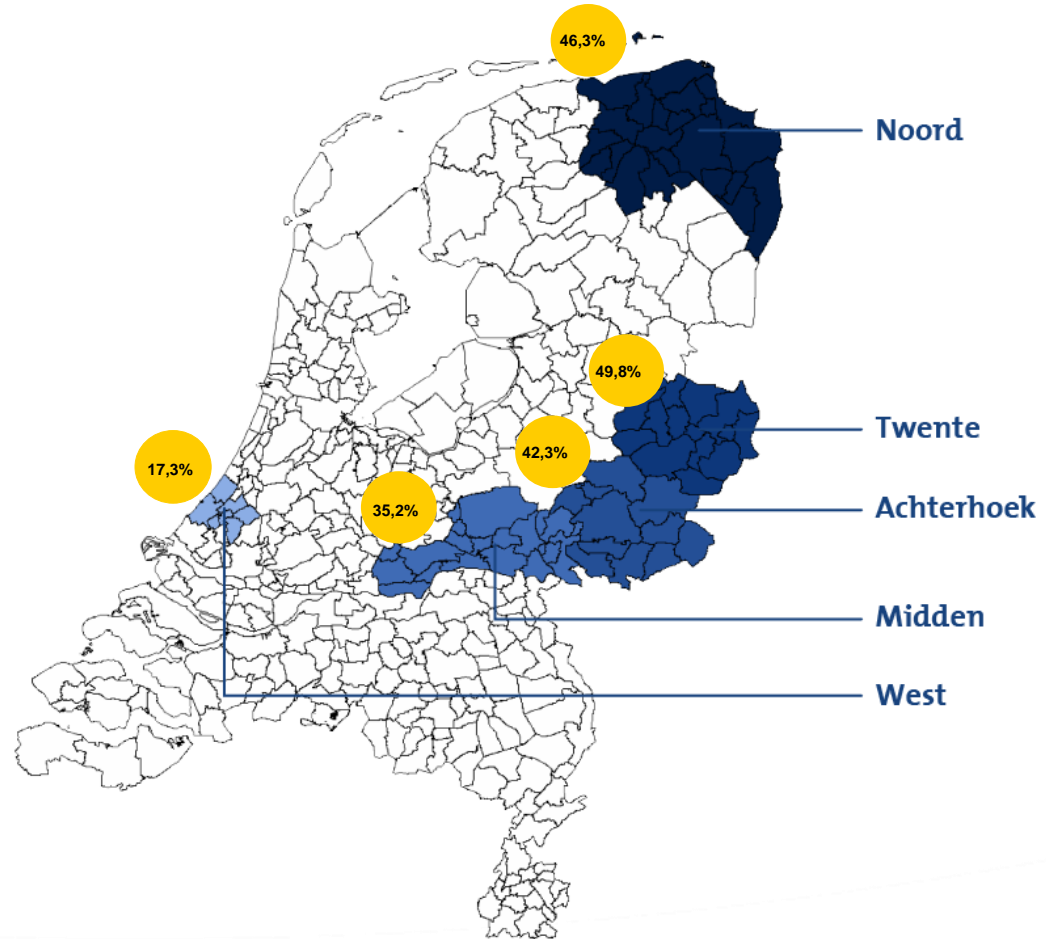 46,3%
Noord
49,8%
Twente
42,3%
17,3%
35,2%
Achterhoek
Midden
West